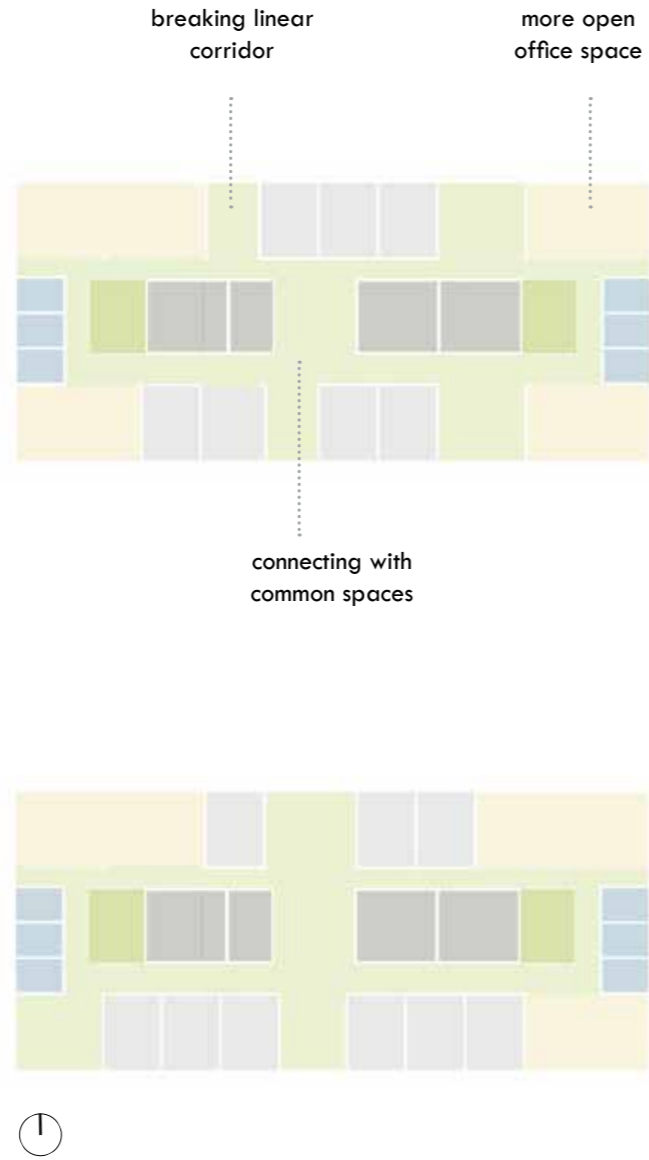 breaking linear
corridor
more open
office space
connecting with
common spaces